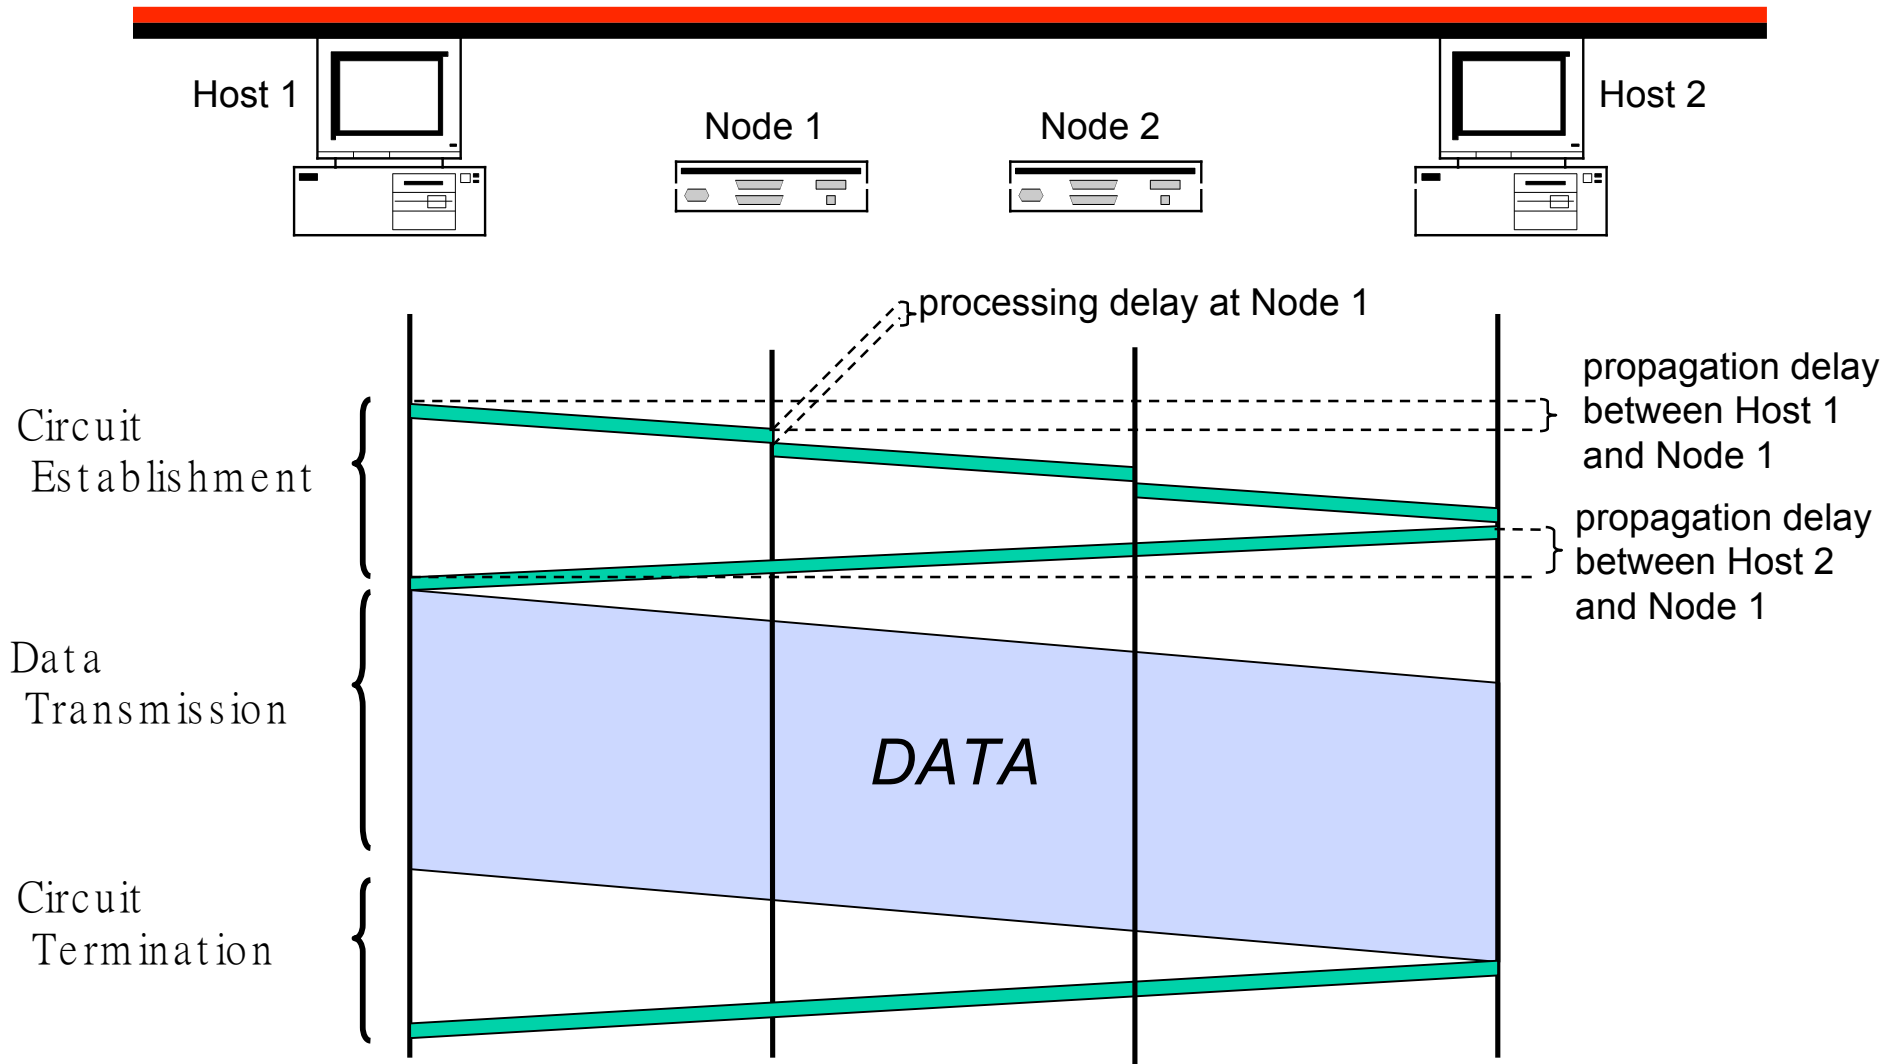 Host 1
Node 1
Node 2
Host 2
processing delay at Node 1
propagation delay
between Host 1
and Node 1
Circuit
Establishment
propagation delay
between Host 2
and Node 1
Data
Transmission
DATA
Circuit
Termination